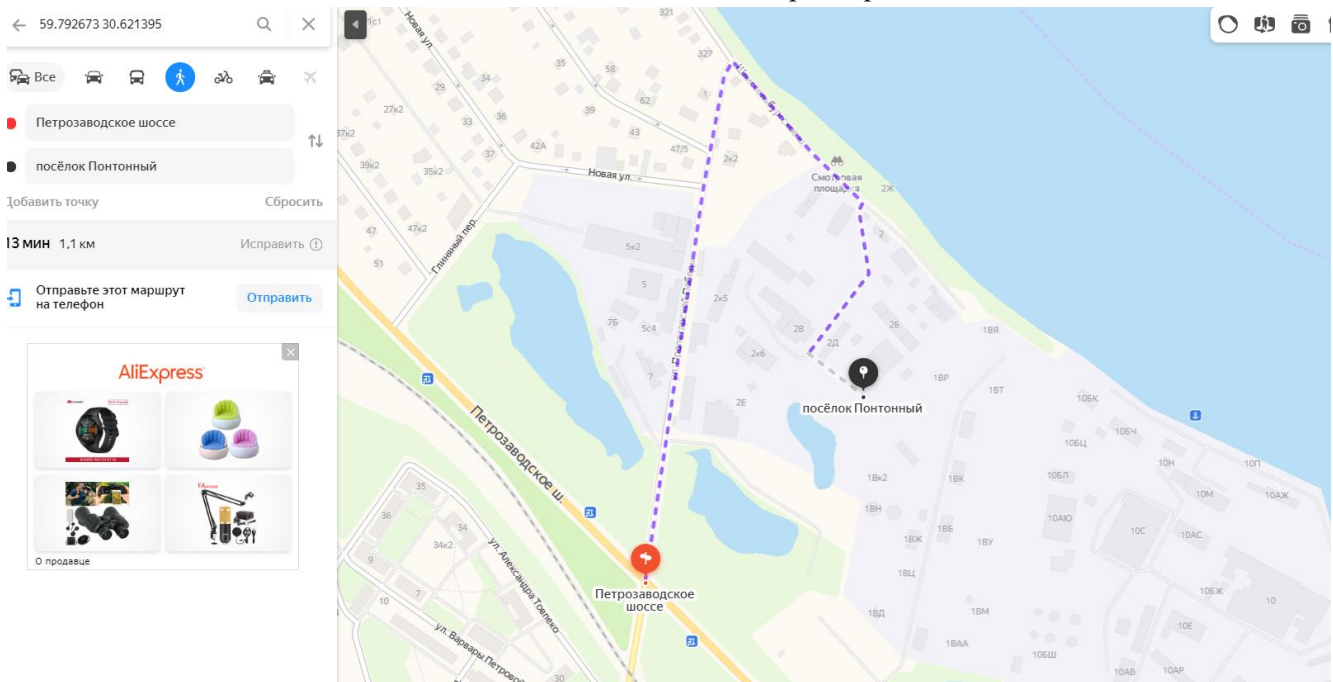 59.792673 30.621395
Все
Петрозаводское шоссе
посёлок Понтонный
Добавить точку
Сбросить
13 мин 1,1 км
Исправить
Отправьте этот маршрут
на телефон
Отправить
AliExpress
О продавце
Новая ул.
321
327
35
58
34
29
62
27к2
36
39
33
43
37к2
42А
47/5
37
2к2
39к2
35к2
Новая ул.
Смотровая
площадка
2Ж
47
47к2
Глиняный пер.
5к2
2
51
5
2к5
7Б
5с4
2В
2Б
1ВЯ
2Д
2к6
7
1ВР
1ВТ
2Е
посёлок Понтонный
10БК
Петрозаводское ш.
10БЦ
10БЧ
10Н
10П
1Вк2
1ВК
10БЛ
10М
10АЖ
35
36
34
34к2
1ВН
10АЮ
1ВБ
10С
10АС
9
1ВЖ
1ВУ
ул. Александра Товпеко
1ВЦ
Петрозаводское
шоссе
7
10
10БЖ
10
1ВД
1ВМ
10Е
ул. Варвары Петровой
1ВАА
10БШ
30
10АВ
10АР